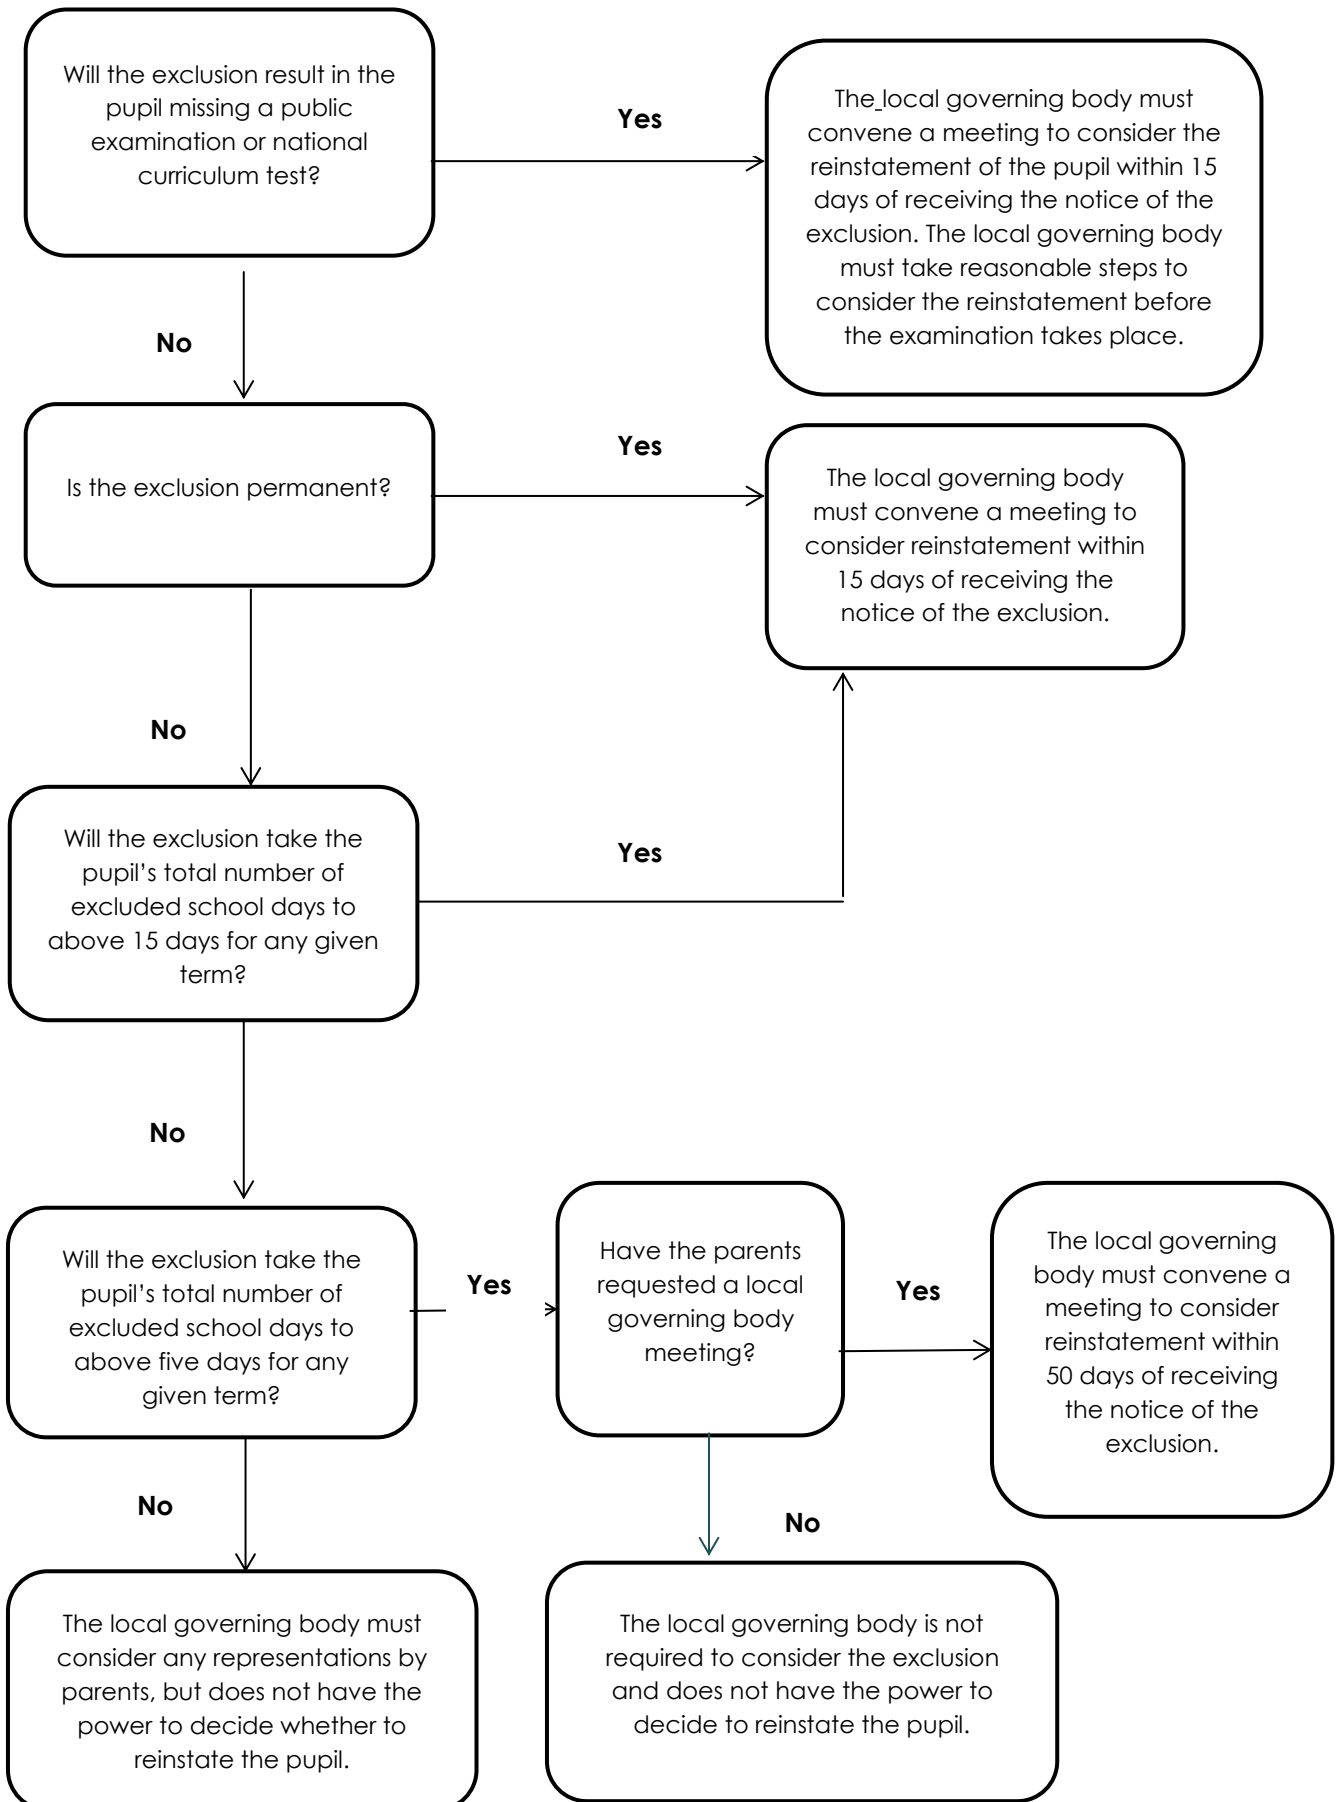 Will the exclusion result in the
pupil missing a public
examination or national
curriculum test?
Yes
The local governing body must
convene a meeting to consider the
reinstatement of the pupil within 15
days of receiving the notice of the
exclusion. The local governing body
must take reasonable steps to
consider the reinstatement before
the examination takes place.
No
Is the exclusion permanent?
Yes
The local governing body
must convene a meeting to
consider reinstatement within
15 days of receiving the
notice of the exclusion.
No
Will the exclusion take the
pupil’s total number of
excluded school days to
above 15 days for any given
term?
Yes
No
Will the exclusion take the
pupil’s total number of
excluded school days to
above five days for any
given term?
Yes
Have the parents
requested a local
governing body
meeting?
Yes
The local governing
body must convene a
meeting to consider
reinstatement within
50 days of receiving
the notice of the
exclusion.
No
The local governing body must
consider any representations by
parents, but does not have the
power to decide whether to
reinstate the pupil.
No
The local governing body is not
required to consider the exclusion
and does not have the power to
decide to reinstate the pupil.